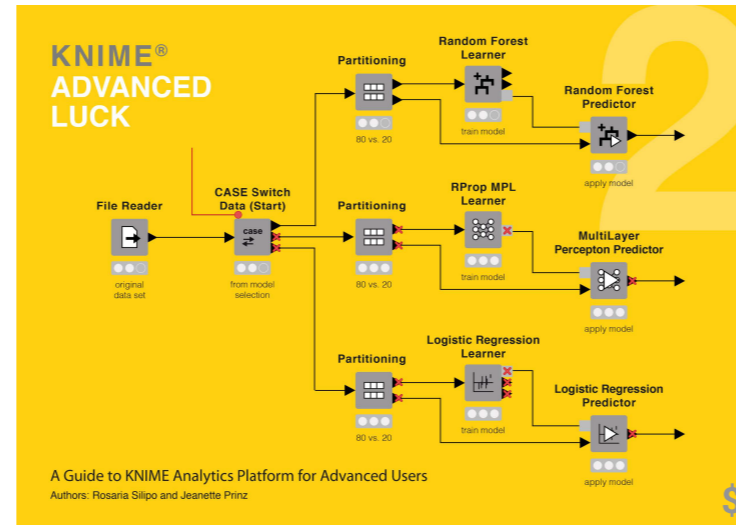 KNIME®
ADVANCED
LUCK
2
Partitioning
80 vs. 20
Random Forest
Learner
train model
Random Forest
Predictor
apply model
File Reader
original
data set
CASE Switch
Data (Start)
case
from model
selection
Partitioning
80 vs. 20
RProp MPL
Learner
train model
MultiLayer
Percepton Predictor
apply model
Partitioning
80 vs. 20
Logistic Regression
Learner
train model
Logistic Regression
Predictor
apply model
A Guide to KNIME Analytics Platform for Advanced Users
Authors: Rosaria Silipo and Jeanette Prinz
$